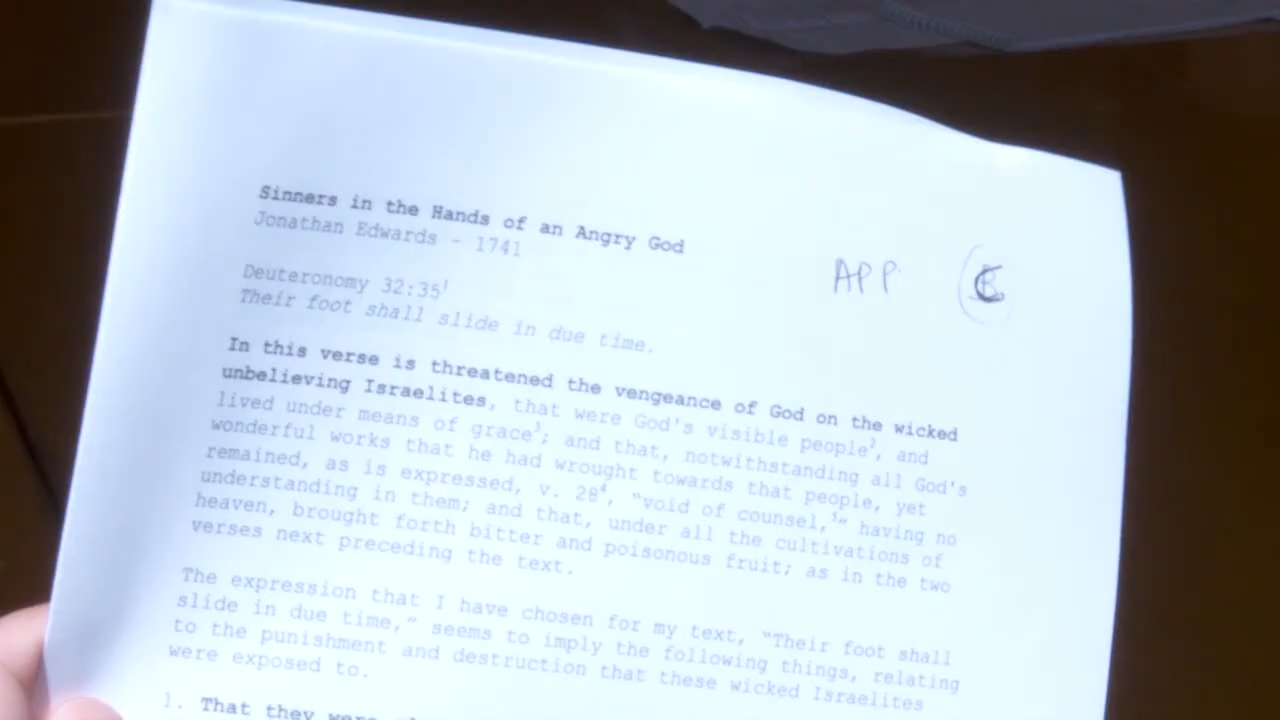 Sinners in the Hands of an Angry God
Jonathan Edwards - 1741
APP
Deuteronomy 32:35¹
Their foot shall slide in due time.
In this verse is threatened the vengeance of God on the wicked
unbelieving Israelites, that were God's visible people², and
lived under means of grace³; and that, notwithstanding all God's
wonderful works that he had wrought towards that people, yet
remained, as is expressed, v. 28⁴, “void of counsel,⁵” having no
understanding in them; and that, under all the cultivations of
heaven, brought forth bitter and poisonous fruit; as in the two
verses next preceding the text.
The expression that I have chosen for my text, “Their foot shall
slide in due time,” seems to imply the following things, relating
to the punishment and destruction that these wicked Israelites
were exposed to.
1. That they were